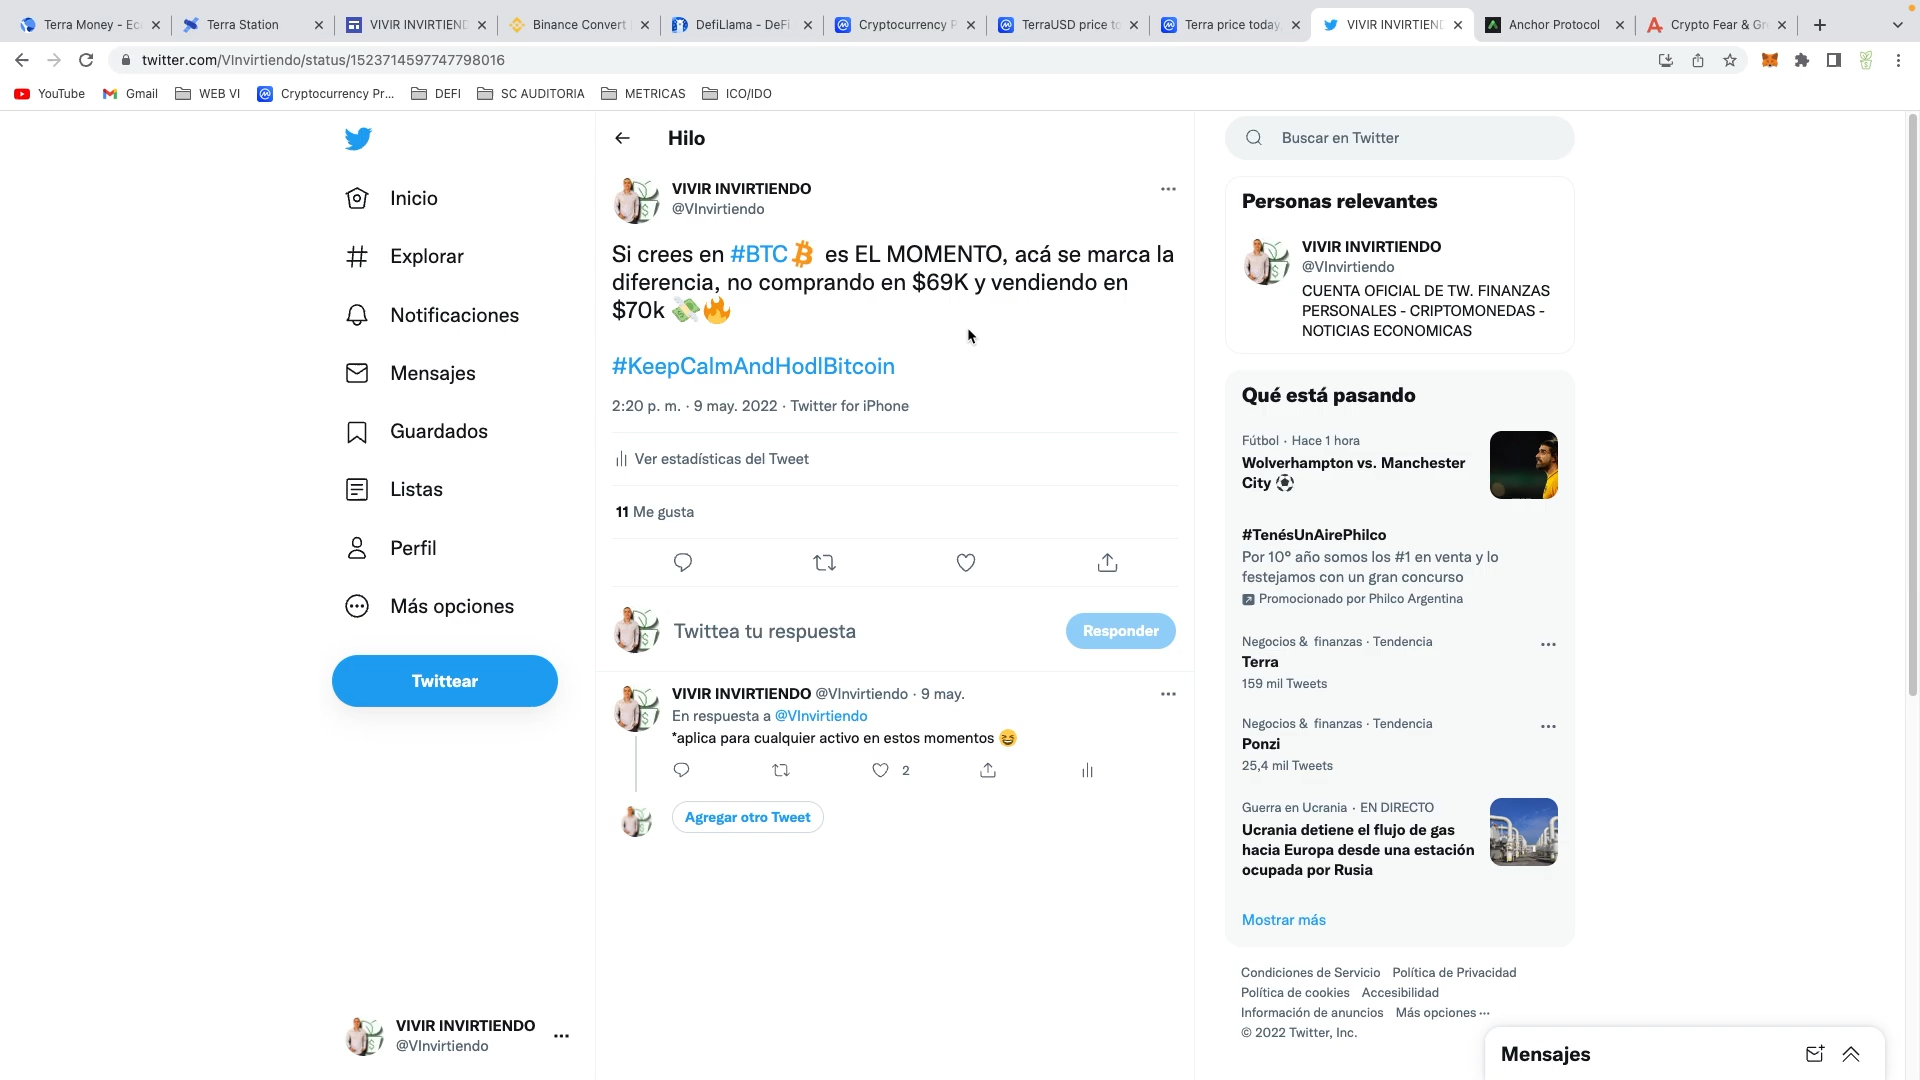 Terra Money - Ec
Terra Station
VIVIR INVIRTIEND
Binance Convert
DefiLlama - DeFi
Cryptocurrency P
TerraUSD price to
Terra price today,
VIVIR INVIRTIEND
Anchor Protocol
Crypto Fear & Gr
twitter.com/VInvirtiendo/status/1523714597747798016
YouTube
Gmail
WEB VI
Cryptocurrency Pr...
DEFI
SC AUDITORIA
METRICAS
ICO/IDO
Inicio
Explorar
Notificaciones
Mensajes
Guardados
Listas
Perfil
Más opciones
Twittear
VIVIR INVIRTIENDO
@VInvirtiendo
Hilo
VIVIR INVIRTIENDO
@VInvirtiendo
Si crees en #BTC es EL MOMENTO, acá se marca la
diferencia, no comprando en $69K y vendiendo en
$70k 💸🔥
#KeepCalmAndHodlBitcoin
2:20 p. m. · 9 may. 2022 · Twitter for iPhone
Ver estadísticas del Tweet
11 Me gusta
Twittea tu respuesta
Responder
VIVIR INVIRTIENDO @VInvirtiendo · 9 may.
En respuesta a @VInvirtiendo
*aplica para cualquier activo en estos momentos 😆
2
Agregar otro Tweet
Buscar en Twitter
Personas relevantes
VIVIR INVIRTIENDO
@VInvirtiendo
CUENTA OFICIAL DE TW. FINANZAS
PERSONALES - CRIPTOMONEDAS -
NOTICIAS ECONOMICAS
Qué está pasando
Fútbol · Hace 1 hora
Wolverhampton vs. Manchester
City ⚽
#TenésUnAirePhilco
Por 10° año somos los #1 en venta y lo
festejamos con un gran concurso
Promocionado por Philco Argentina
Negocios & finanzas · Tendencia
Terra
159 mil Tweets
Negocios & finanzas · Tendencia
Ponzi
25,4 mil Tweets
Guerra en Ucrania · EN DIRECTO
Ucrania detiene el flujo de gas
hacia Europa desde una estación
ocupada por Rusia
Mostrar más
Condiciones de Servicio Política de Privacidad
Política de cookies Accesibilidad
Información de anuncios Más opciones ···
© 2022 Twitter, Inc.
Mensajes